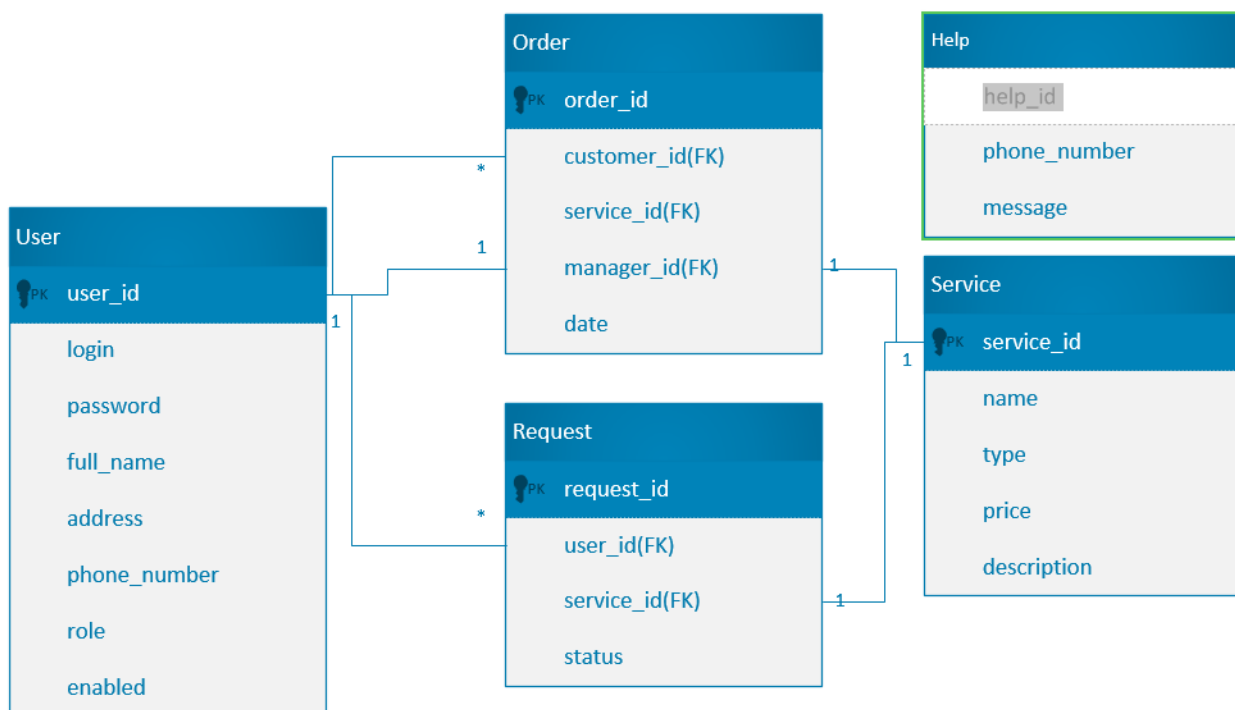 Order
PK order_id
customer_id(FK)
*
service_id(FK)
1
manager_id(FK)
1
date
Help
help_id
phone_number
message
User
PK user_id
1
login
password
full_name
address
phone_number
role
enabled
Request
PK request_id
*
user_id(FK)
service_id(FK)
1
status
Service
PK service_id
1
name
type
price
description